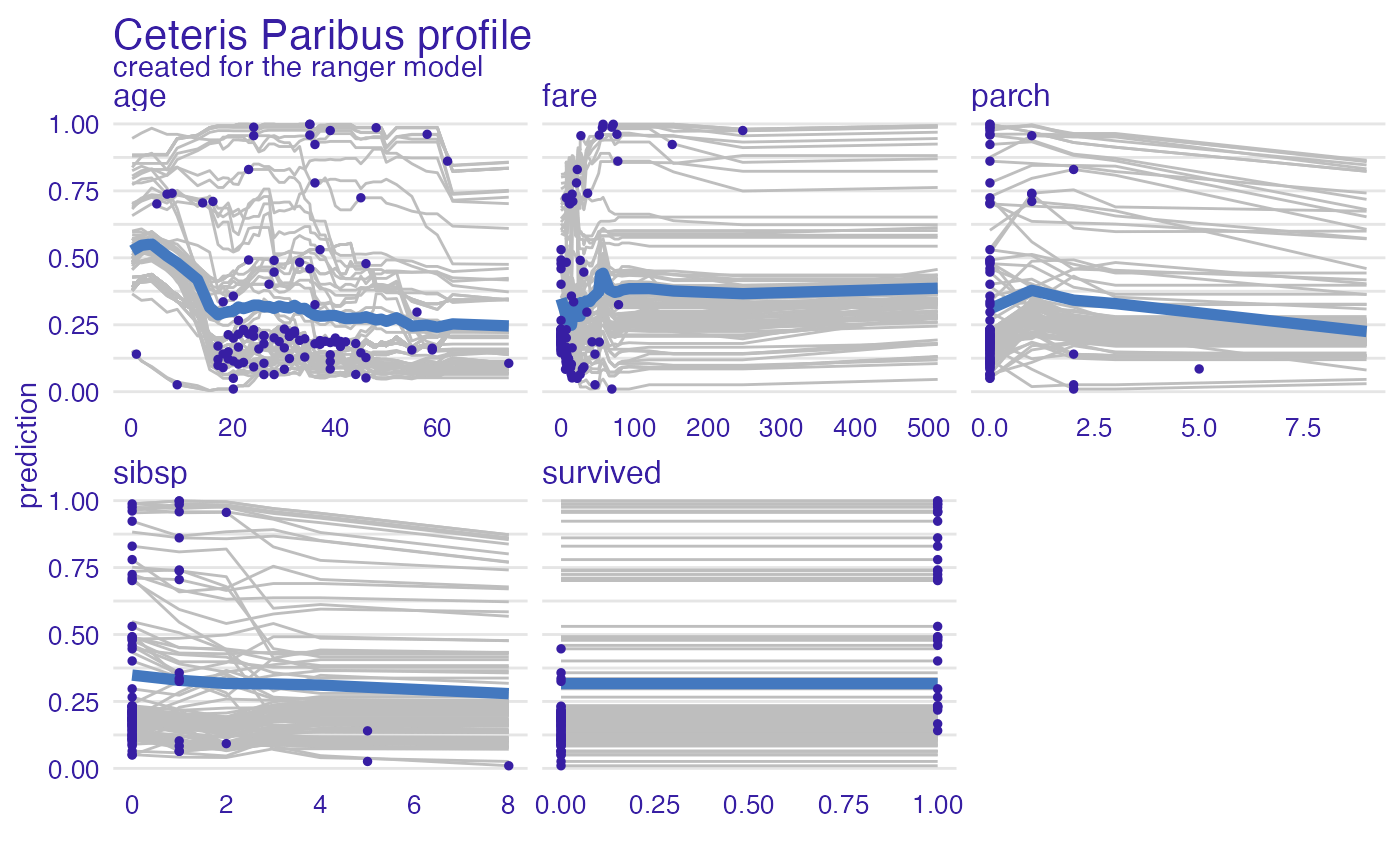 Ceteris Paribus profile
created for the ranger model
age
fare
parch
1.00
0.75
0.50
0.25
0.00
0 20 40 60
0 100 200 300 400 500
0.0 2.5 5.0 7.5
prediction
sibsp
survived
1.00
0.75
0.50
0.25
0.00
0 2 4 6 8
0.00 0.25 0.50 0.75 1.00